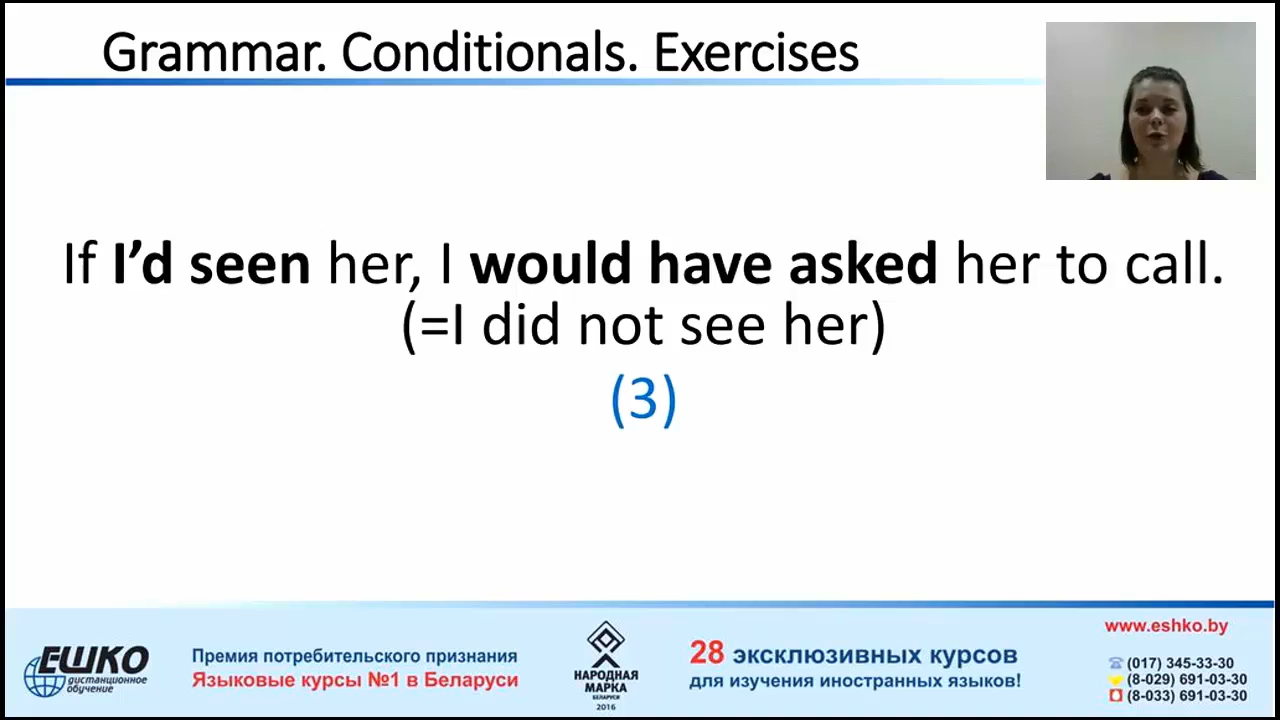 Grammar. Conditionals. Exercises
If I’d seen her, I would have asked her to call.
(=I did not see her)
(3)
ЕШКО
дистанционное
обучение
Премия потребительского признания
Языковые курсы №1 в Беларуси
НАРОДНАЯ
МАРКА
БЕЛАРУСИ
2016
28 эксклюзивных курсов
для изучения иностранных языков!
www.eshko.by
(017) 345-33-30
(8-029) 691-03-30
(8-033) 691-03-30